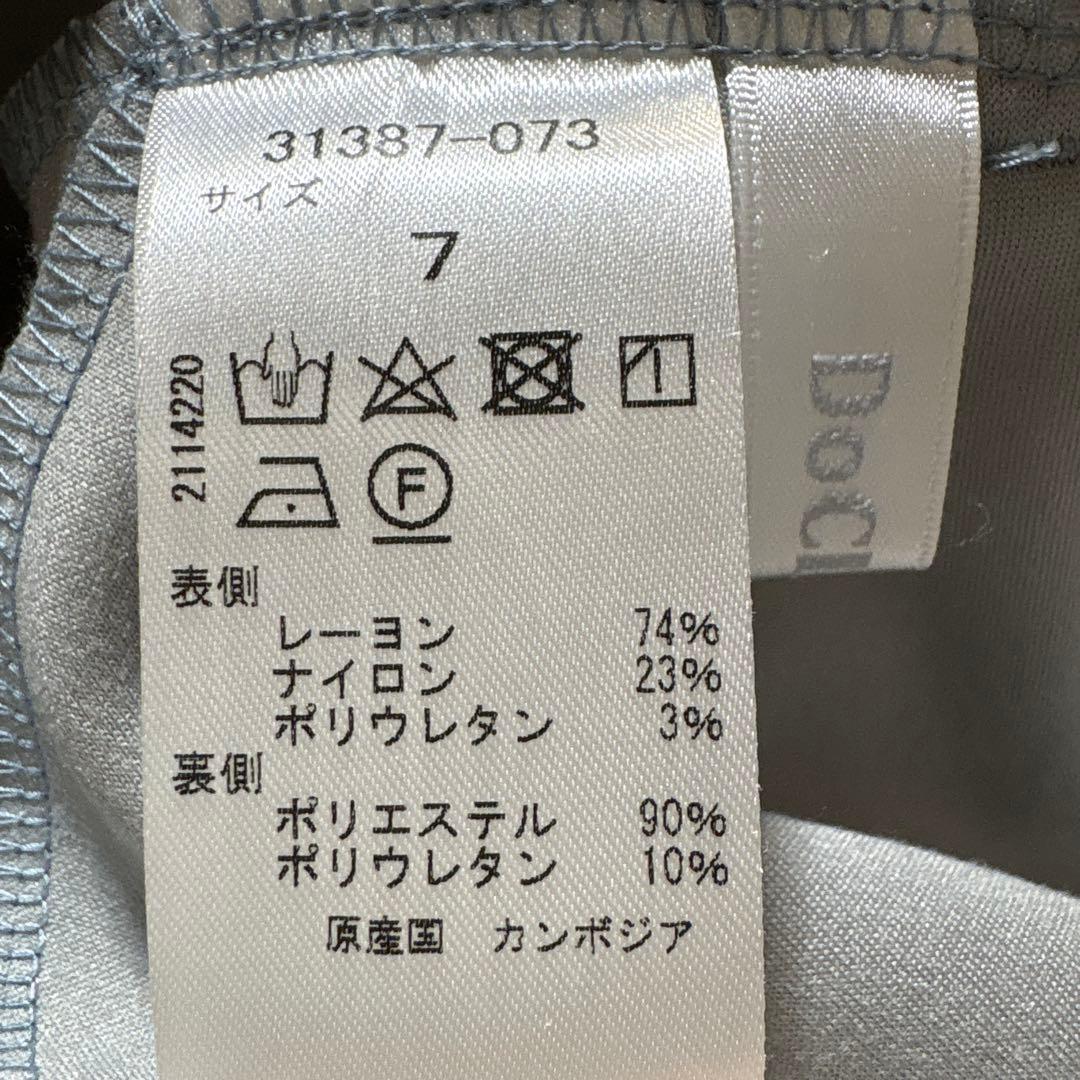 31387-073
サイズ
7
2114220
F
表側
レーヨン 74%
ナイロン 23%
ポリウレタン 3%
裏側
ポリエステル 90%
ポリウレタン 10%
原産国 カンボジア
DoCl